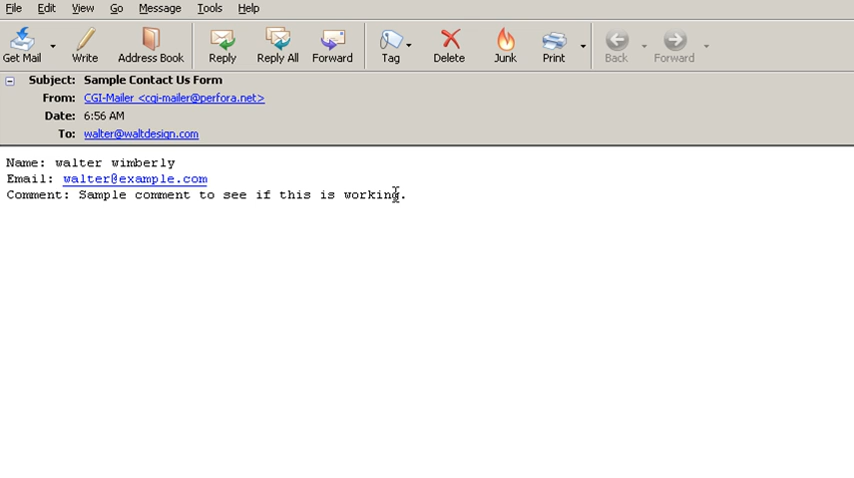 File Edit View Go Message Tools Help
Get Mail Write Address Book Reply Reply All Forward Tag Delete Junk Print Back Forward
Subject: Sample Contact Us Form
From: CGI-Mailer <cgi-mailer@perfora.net>
Date: 6:56 AM
To: walter@waltdesign.com
Name: walter wimberly
Email: walter@example.com
Comment: Sample comment to see if this is working.